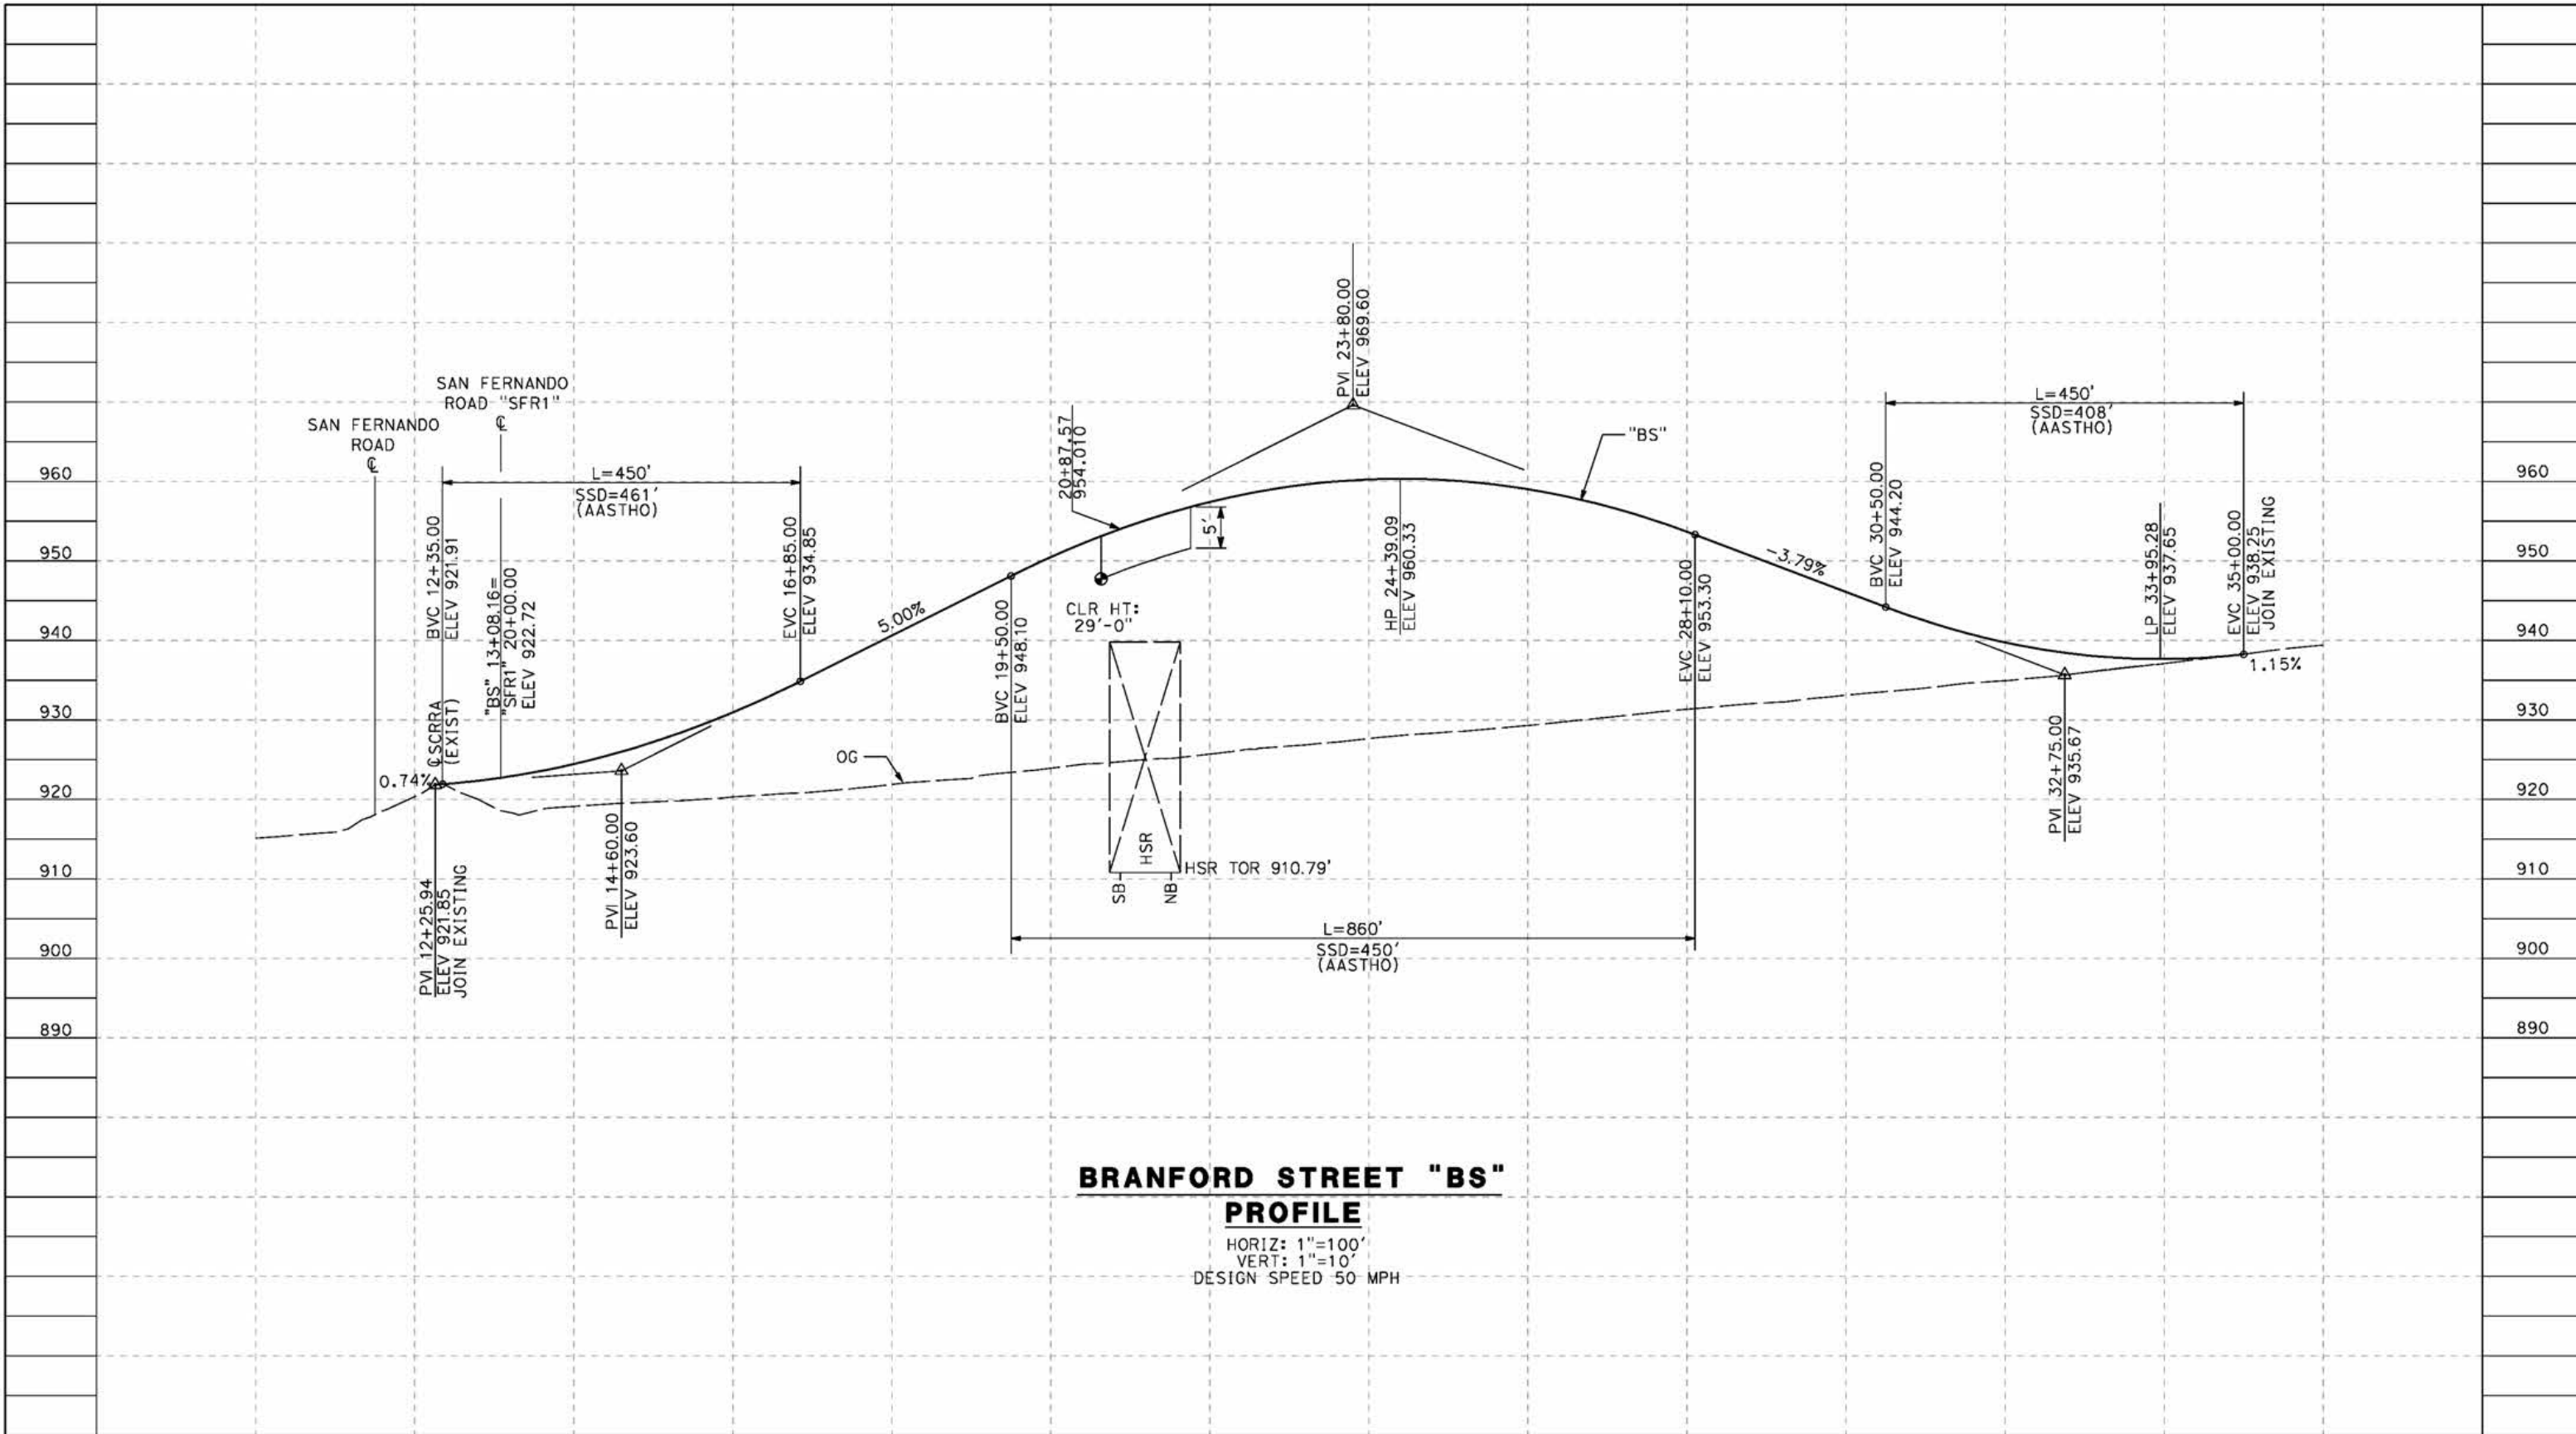 SAN FERNANDO
ROAD
℄
SAN FERNANDO
ROAD "SFR1"
℄
L=450'
SSD=461'
(AASTHO)
BVC 12+35.00
ELEV 921.91
"BS" 13+08.16=
"SFR1" 20+00.00
ELEV 922.72
EVC 16+85.00
ELEV 934.85
℄SCRRA
(EXIST)
0.74%
PVI 12+25.94
ELEV 921.85
JOIN EXISTING
PVI 14+60.00
ELEV 923.60
5.00%
OG
BVC 19+50.00
ELEV 948.10
20+87.57
954.010
5'
CLR HT:
29'-0"
HSR
HSR TOR 910.79'
SB
NB
PVI 23+80.00
ELEV 969.60
HP 24+39.09
ELEV 960.33
"BS"
L=860'
SSD=450'
(AASTHO)
EVC 28+10.00
ELEV 953.30
-3.79%
BVC 30+50.00
ELEV 944.20
L=450'
SSD=408'
(AASTHO)
PVI 32+75.00
ELEV 935.67
LP 33+95.28
ELEV 937.65
EVC 35+00.00
ELEV 938.25
JOIN EXISTING
1.15%
960
950
940
930
920
910
900
890
960
950
940
930
920
910
900
890
BRANFORD STREET "BS"
PROFILE
HORIZ: 1"=100'
VERT: 1"=10'
DESIGN SPEED 50 MPH